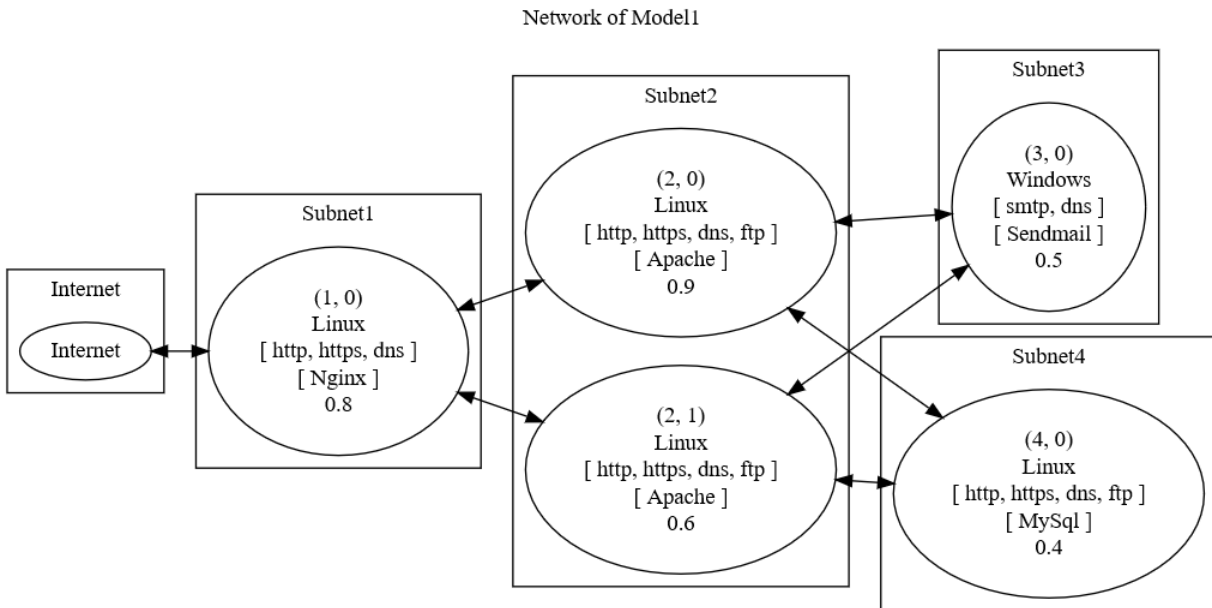 Network of Model1
Internet
Internet
Subnet1
(1, 0)
Linux
[ http, https, dns ]
[ Nginx ]
0.8
Subnet2
(2, 0)
Linux
[ http, https, dns, ftp ]
[ Apache ]
0.9
(2, 1)
Linux
[ http, https, dns, ftp ]
[ Apache ]
0.6
Subnet3
(3, 0)
Windows
[ smtp, dns ]
[ Sendmail ]
0.5
Subnet4
(4, 0)
Linux
[ http, https, dns, ftp ]
[ MySql ]
0.4